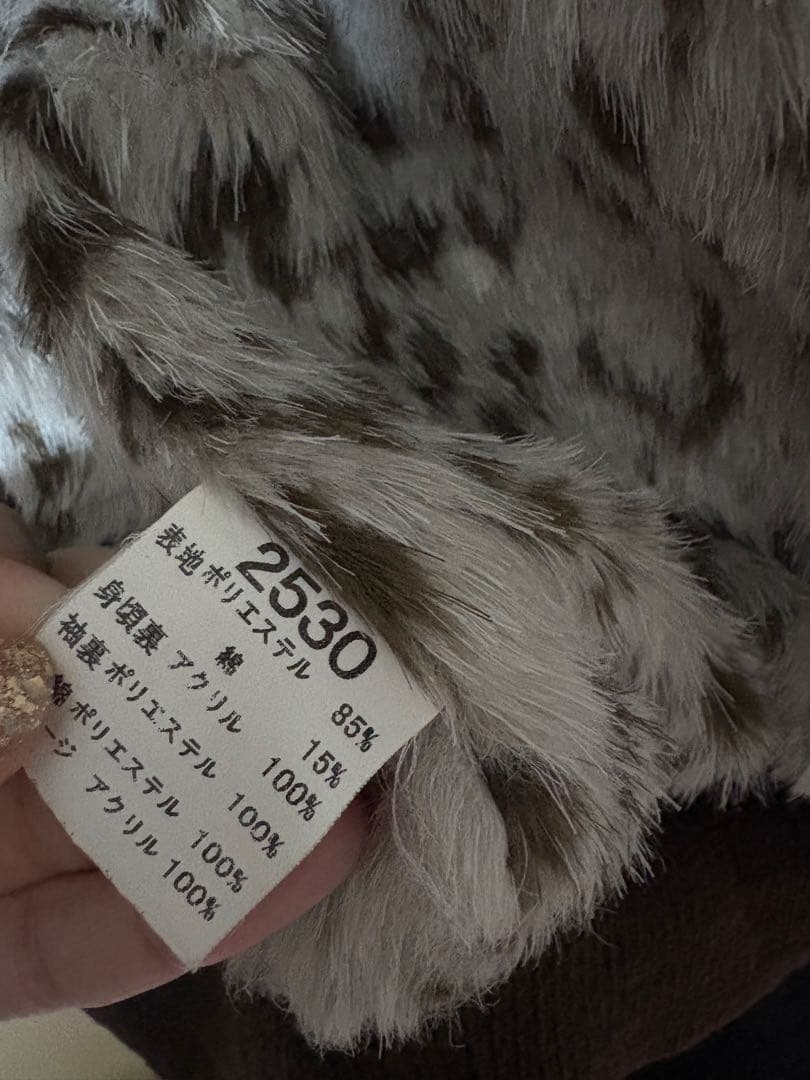 2530
表地 ポリエステル 85%
綿 15%
身頃裏 アクリル 100%
袖裏 ポリエステル 100%
綿 ポリエステル 100%
ージ アクリル 100%